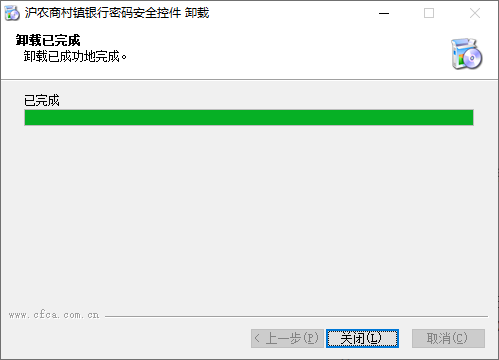 沪农商村镇银行密码安全控件 卸载
卸载已完成
卸载已成功地完成。
已完成
www.cfca.com.cn
< 上一步(P) 关闭(L) 取消(C)